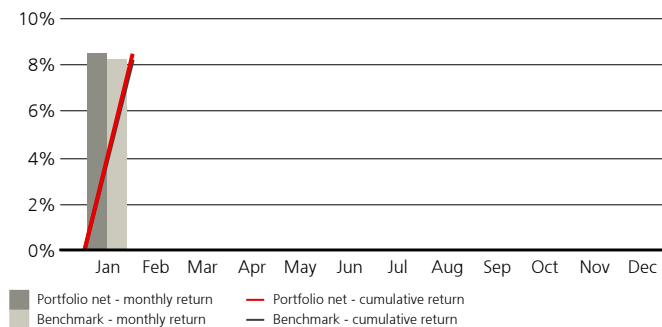 10%
8%
6%
4%
2%
0%
Jan Feb Mar Apr May Jun Jul Aug Sep Oct Nov Dec
Portfolio net - monthly return Portfolio net - cumulative return
Benchmark - monthly return Benchmark - cumulative return